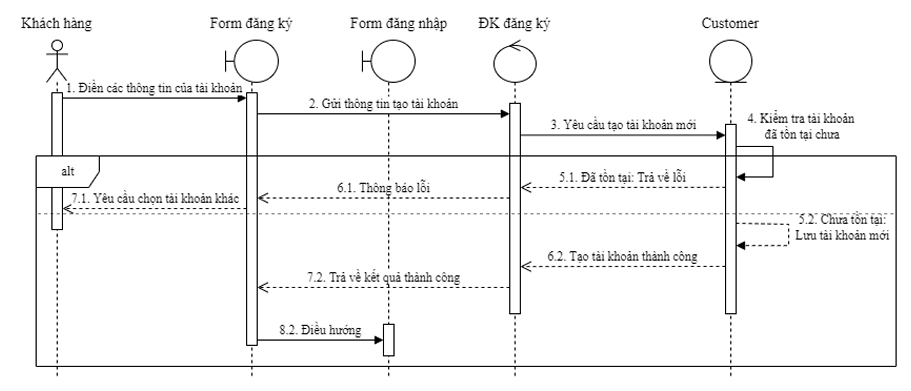 Khách hàng
Form đăng ký
Form đăng nhập
ĐK đăng ký
Customer
1. Điền các thông tin của tài khoản
2. Gửi thông tin tạo tài khoản
3. Yêu cầu tạo tài khoản mới
4. Kiểm tra tài khoản
đã tồn tại chưa
alt
5.1. Đã tồn tại: Trả về lỗi
6.1. Thông báo lỗi
7.1. Yêu cầu chọn tài khoản khác
5.2. Chưa tồn tại:
Lưu tài khoản mới
6.2. Tạo tài khoản thành công
7.2. Trả về kết quả thành công
8.2. Điều hướng